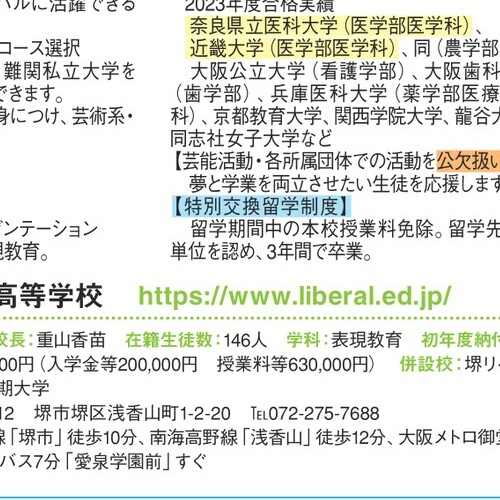 バルに活躍できる
コース選択
難関私立大学を
できます。
身につけ、芸術系・
ゼンテーション
現教育。
2023年度合格実績
奈良県立医科大学（医学部医学科）、
近畿大学（医学部医学科）、同（農学部
大阪公立大学（看護学部）、大阪歯科
（歯学部）、兵庫医科大学（薬学部医療
科）、京都教育大学、関西学院大学、龍谷大
同志社女子大学など
【芸能活動・各所属団体での活動を公欠扱い
夢と学業を両立させたい生徒を応援します
【特別交換留学制度】
留学期間中の本校授業料免除。留学先
単位を認め、3年間で卒業。
高等学校 https://www.liberal.ed.jp/
校長：重山香苗 在籍生徒数：146人 学科：表現教育 初年度納付
00円（入学金等200,000円 授業料等630,000円） 併設校：堺リ
期大学
12 堺市堺区浅香山町1-2-20 ℡072-275-7688
線「堺市」徒歩10分、南海高野線「浅香山」徒歩12分、大阪メトロ御堂
バス7分「愛泉学園前」すぐ